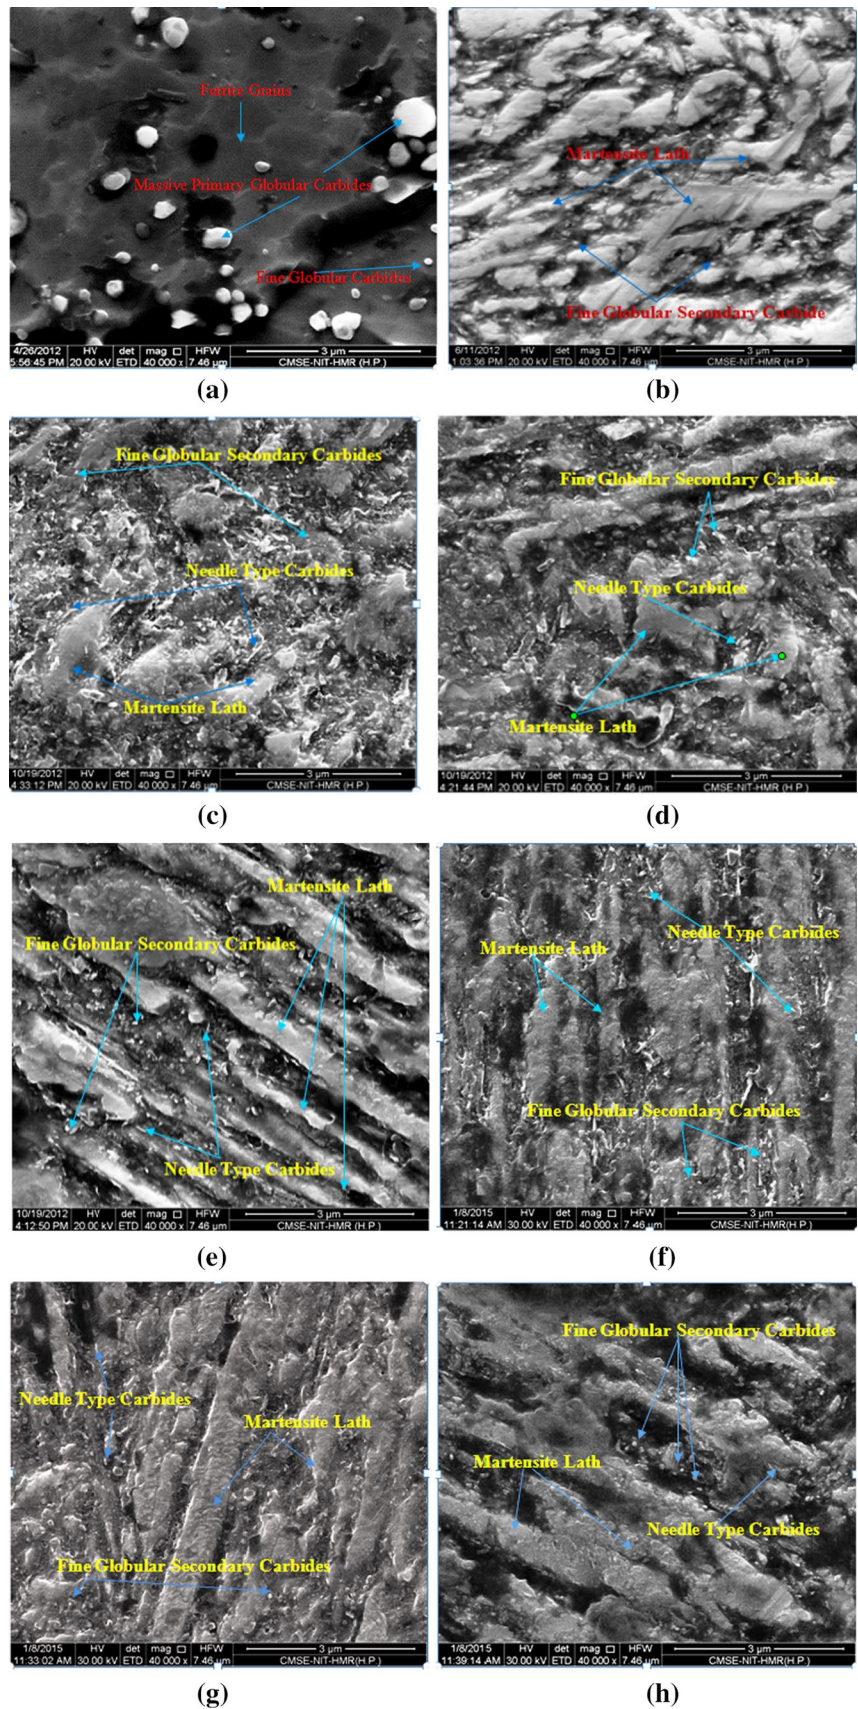 Ferrite Grains
Massive Primary Globular Carbides
Fine Globular Carbides
4/26/2012 HV det mag HFW 3 µm
5:56:45 PM 20.00 kV ETD 40 000 x 7.46 µm CMSE-NIT-HMR (H.P.)
(a)
Martensite Lath
Fine Globular Secondary Carbide
6/11/2012 HV det mag HFW 3 µm
1:03:36 PM 20.00 kV ETD 40 000 x 7.46 µm CMSE-NIT-HMR (H.P.)
(b)
Fine Globular Secondary Carbides
Needle Type Carbides
Martensite Lath
10/19/2012 HV det mag HFW 3 µm
4:33:12 PM 20.00 kV ETD 40 000 x 7.46 µm CMSE-NIT-HMR (H.P.)
(c)
Fine Globular Secondary Carbides
Needle Type Carbides
Martensite Lath
10/19/2012 HV det mag HFW 3 µm
4:21:44 PM 20.00 kV ETD 40 000 x 7.46 µm CMSE-NIT-HMR (H.P.)
(d)
Martensite Lath
Fine Globular Secondary Carbides
Needle Type Carbides
10/19/2012 HV det mag HFW 3 µm
4:12:50 PM 20.00 kV ETD 40 000 x 7.46 µm CMSE-NIT-HMR (H.P.)
(e)
Needle Type Carbides
Martensite Lath
Fine Globular Secondary Carbides
1/8/2015 HV det mag HFW 3 µm
11:21:14 AM 30.00 kV ETD 40 000 x 7.46 µm CMSE-NIT-HMR(H.P.)
(f)
Needle Type Carbides
Martensite Lath
Fine Globular Secondary Carbides
1/8/2015 HV det mag HFW 3 µm
11:33:02 AM 30.00 kV ETD 40 000 x 7.46 µm CMSE-NIT-HMR(H.P.)
(g)
Fine Globular Secondary Carbides
Martensite Lath
Needle Type Carbides
1/8/2015 HV det mag HFW 3 µm
11:39:14 AM 30.00 kV ETD 40 000 x 7.46 µm CMSE-NIT-HMR(H.P.)
(h)